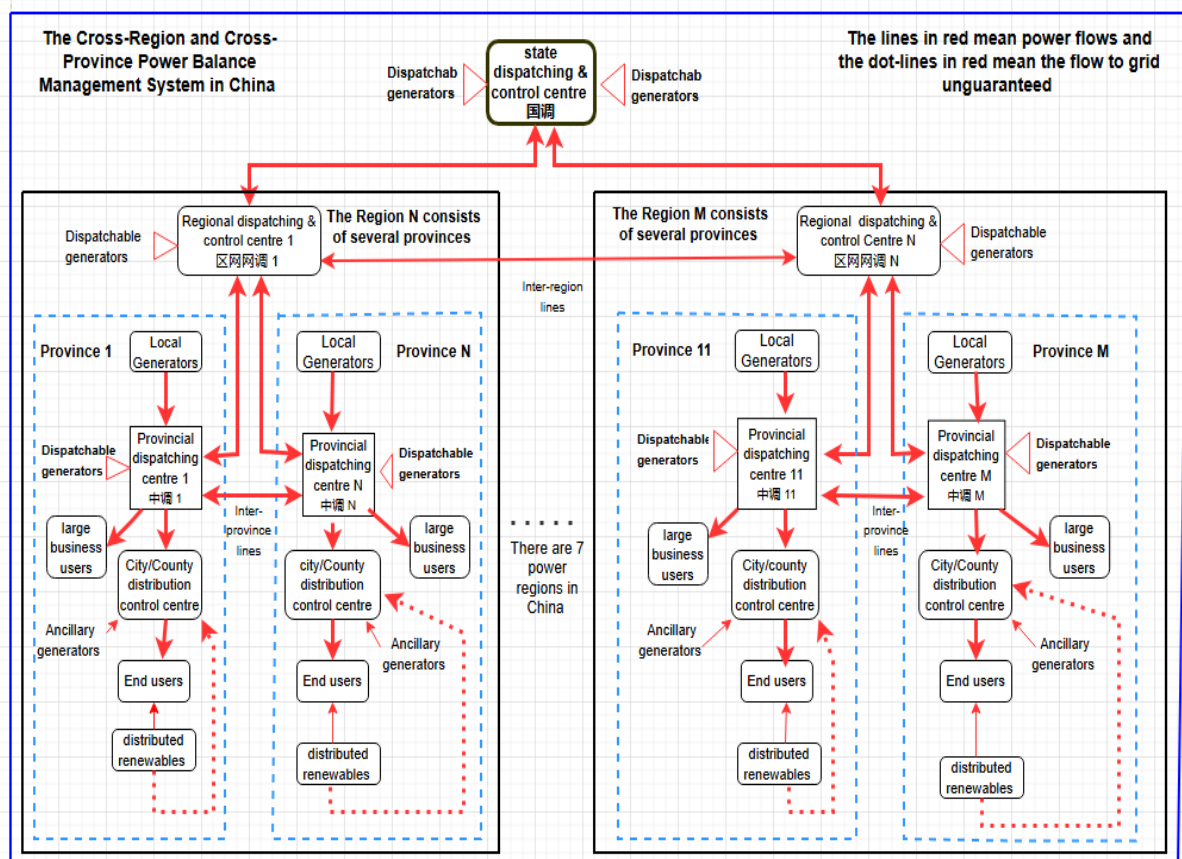 The Cross-Region and Cross-
Province Power Balance
Management System in China
state
dispatching &
control centre
国调
Dispatchab
generators
Dispatchab
generators
The lines in red mean power flows and
the dot-lines in red mean the flow to grid
unguaranteed
Regional dispatching &
control centre 1
区网网调 1
Dispatchable
generators
The Region N consists
of several provinces
The Region M consists
of several provinces
Regional dispatching &
control Centre N
区网网调 N
Dispatchable
generators
Inter-region
lines
Province 1
Local
Generators
Local
Generators
Province N
Dispatchable
generators
Provincial
dispatching
centre 1
中调 1
Provincial
dispatching
centre N
中调 N
Dispatchable
generators
Inter-
province
lines
large
business
users
large
business
users
City/County
distribution
control centre
city/County
distribution
control centre
Ancillary
generators
Ancillary
generators
End users
End users
distributed
renewables
distributed
renewables
.....
There are 7
power
regions in
China
Province 11
Local
Generators
Local
Generators
Province M
Dispatchable
generators
Provincial
dispatching
centre 11
中调 11
Provincial
dispatching
centre M
中调 M
Dispatchable
generators
Inter-
province
lines
large
business
users
large
business
users
City/County
distribution
control centre
City/County
distribution
control centre
Ancillary
generators
Ancillary
generators
End users
End users
distributed
renewables
distributed
renewables